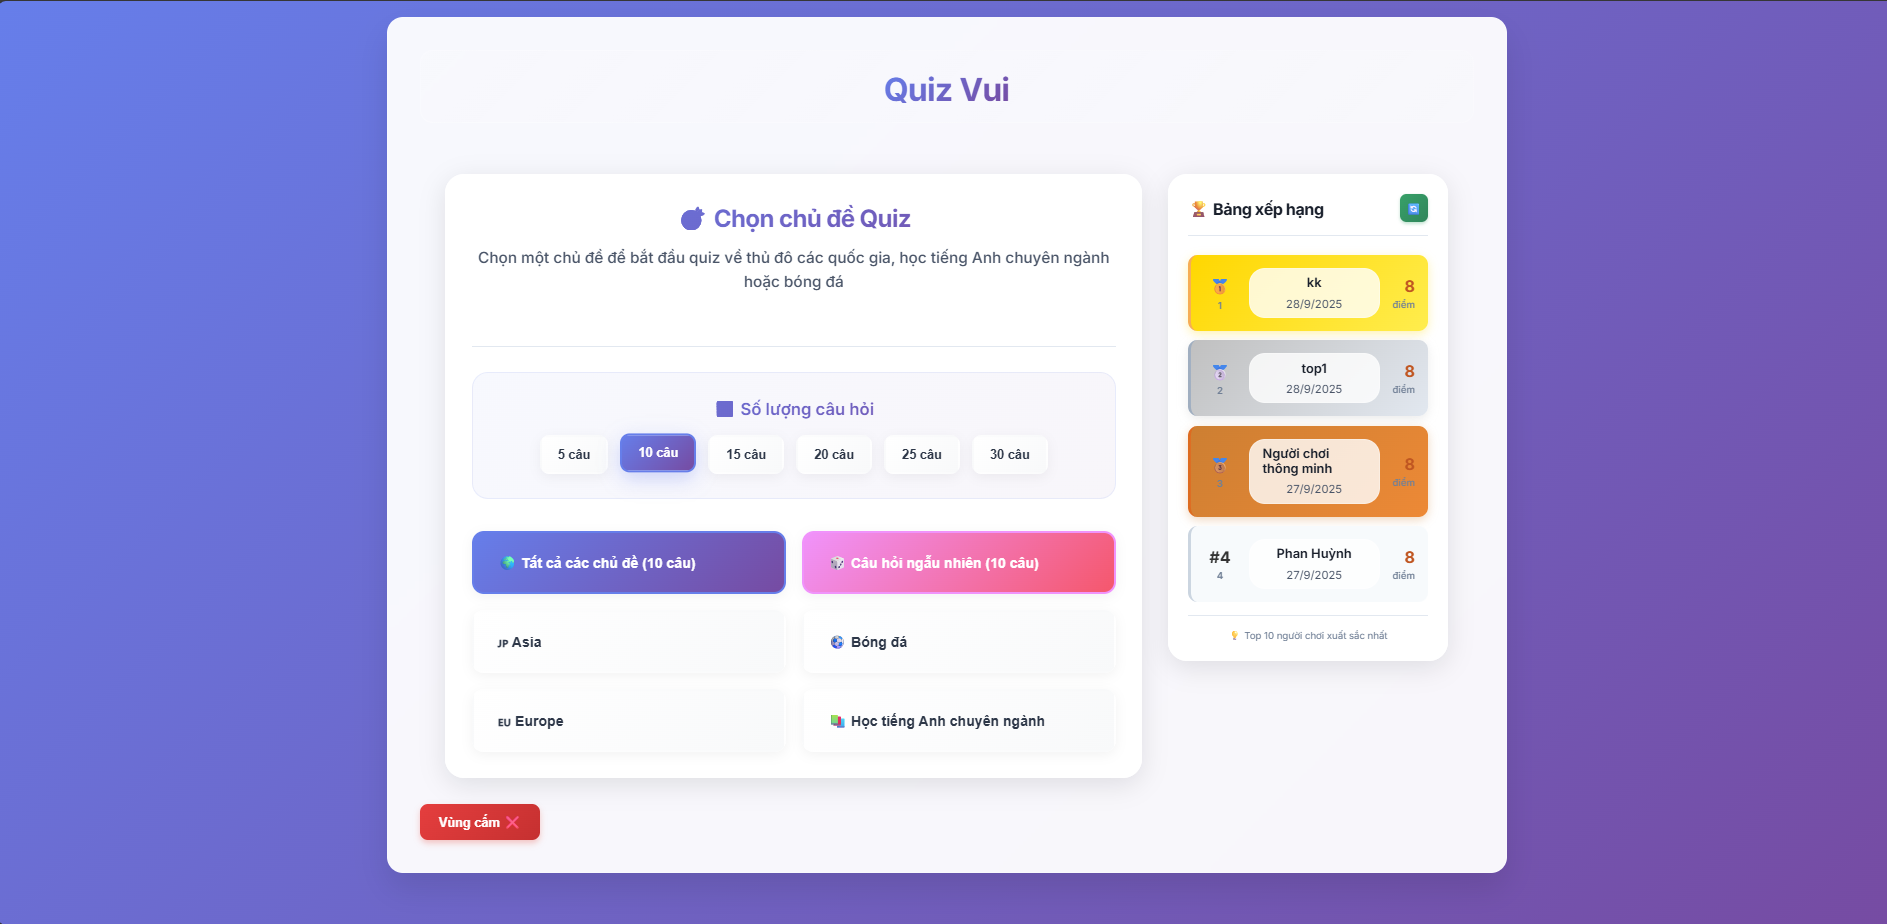 Quiz Vui
Chọn chủ đề Quiz
Chọn một chủ đề để bắt đầu quiz về thủ đô các quốc gia, học tiếng Anh chuyên ngành
hoặc bóng đá
Số lượng câu hỏi
5 câu
10 câu
15 câu
20 câu
25 câu
30 câu
Tất cả các chủ đề (10 câu)
Câu hỏi ngẫu nhiên (10 câu)
JP Asia
Bóng đá
EU Europe
Học tiếng Anh chuyên ngành
Vùng cấm
Bảng xếp hạng
1
kk
28/9/2025
8
điểm
2
top1
28/9/2025
8
điểm
3
Người chơi
thông minh
27/9/2025
8
điểm
#4
4
Phan Huỳnh
27/9/2025
8
điểm
Top 10 người chơi xuất sắc nhất